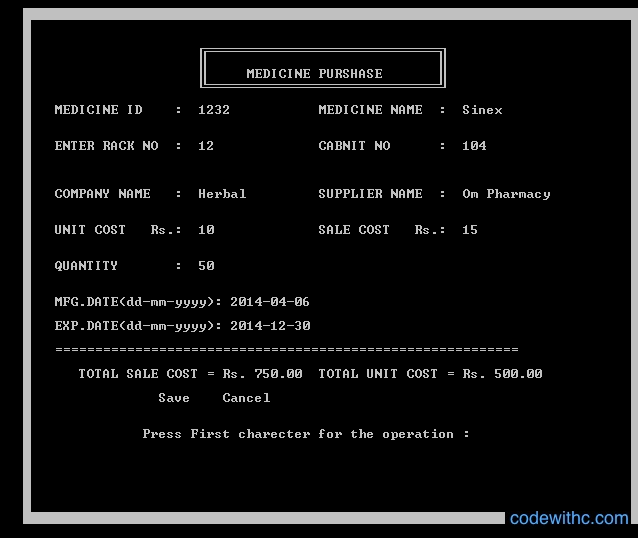 MEDICINE PURSHASE
MEDICINE ID : 1232 MEDICINE NAME : Sinex
ENTER RACK NO : 12 CABNIT NO : 104
COMPANY NAME : Herbal SUPPLIER NAME : Om Pharmacy
UNIT COST Rs.: 10 SALE COST Rs.: 15
QUANTITY : 50
MFG.DATE(dd-mm-yyyy): 2014-04-06
EXP.DATE(dd-mm-yyyy): 2014-12-30
==========================================================
TOTAL SALE COST = Rs. 750.00 TOTAL UNIT COST = Rs. 500.00
Save Cancel
Press First charecter for the operation :
codewithc.com